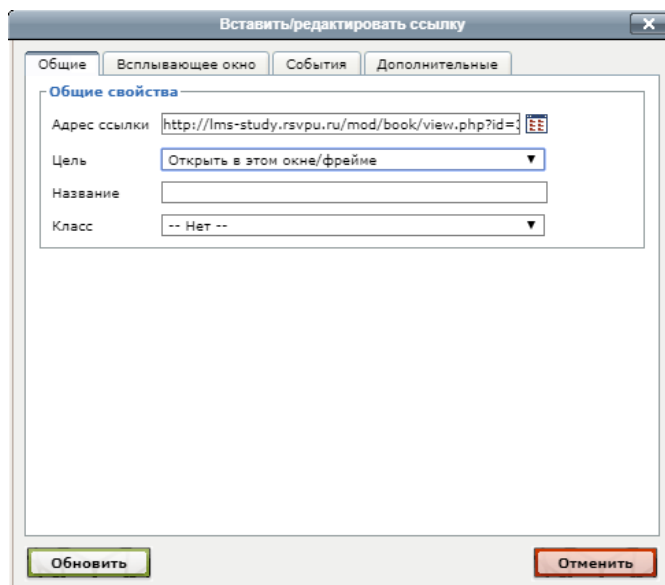 Вставить/редактировать ссылку
Общие Всплывающее окно События Дополнительные
Общие свойства
Адрес ссылки http://lms-study.rsvpu.ru/mod/book/view.php?id=
Цель Открыть в этом окне/фрейме
Название
Класс -- Нет --
Обновить Отменить